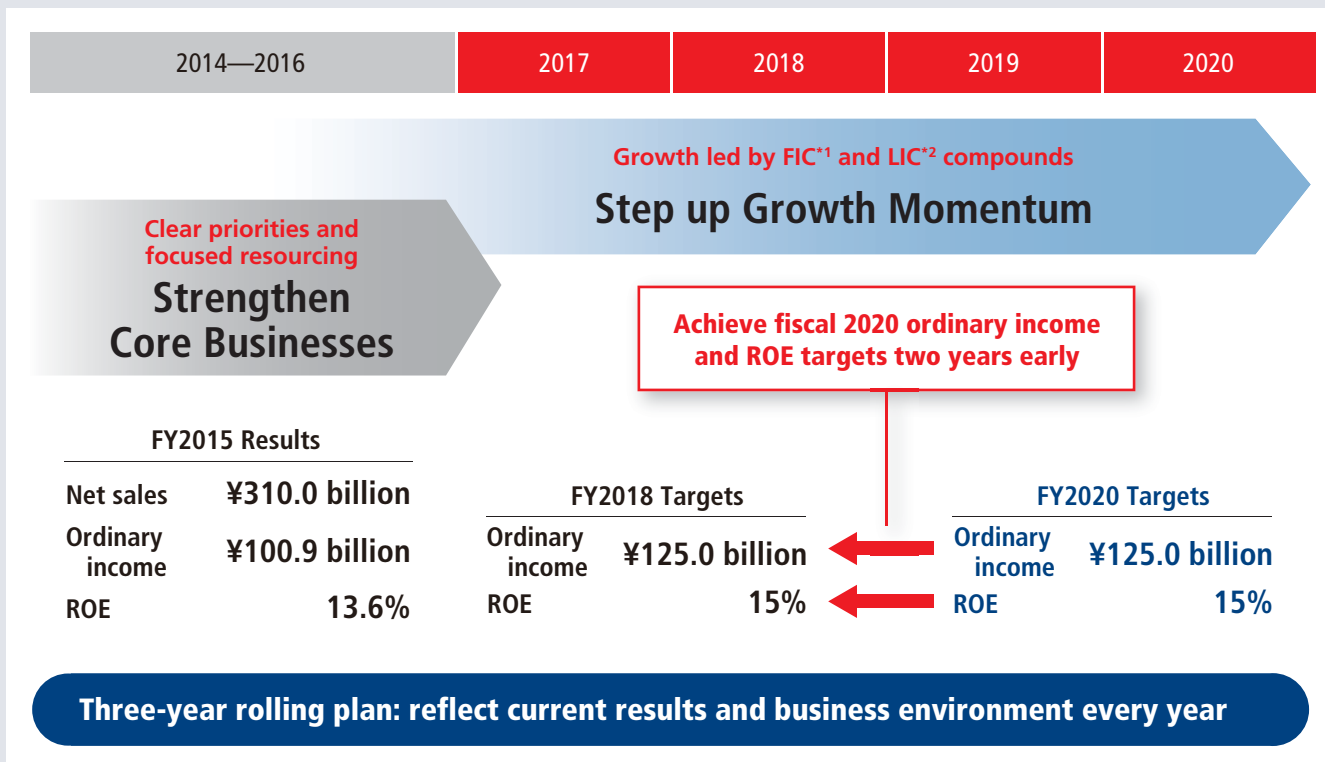 2014—2016
2017
2018
2019
2020
Growth led by FIC*1 and LIC*2 compounds
Step up Growth Momentum
Clear priorities and
focused resourcing
Strengthen
Core Businesses
Achieve fiscal 2020 ordinary income
and ROE targets two years early
FY2015 Results
Net sales ¥310.0 billion
Ordinary
income ¥100.9 billion
ROE 13.6%
FY2018 Targets
Ordinary
income ¥125.0 billion
ROE 15%
FY2020 Targets
Ordinary
income ¥125.0 billion
ROE 15%
Three-year rolling plan: reflect current results and business environment every year